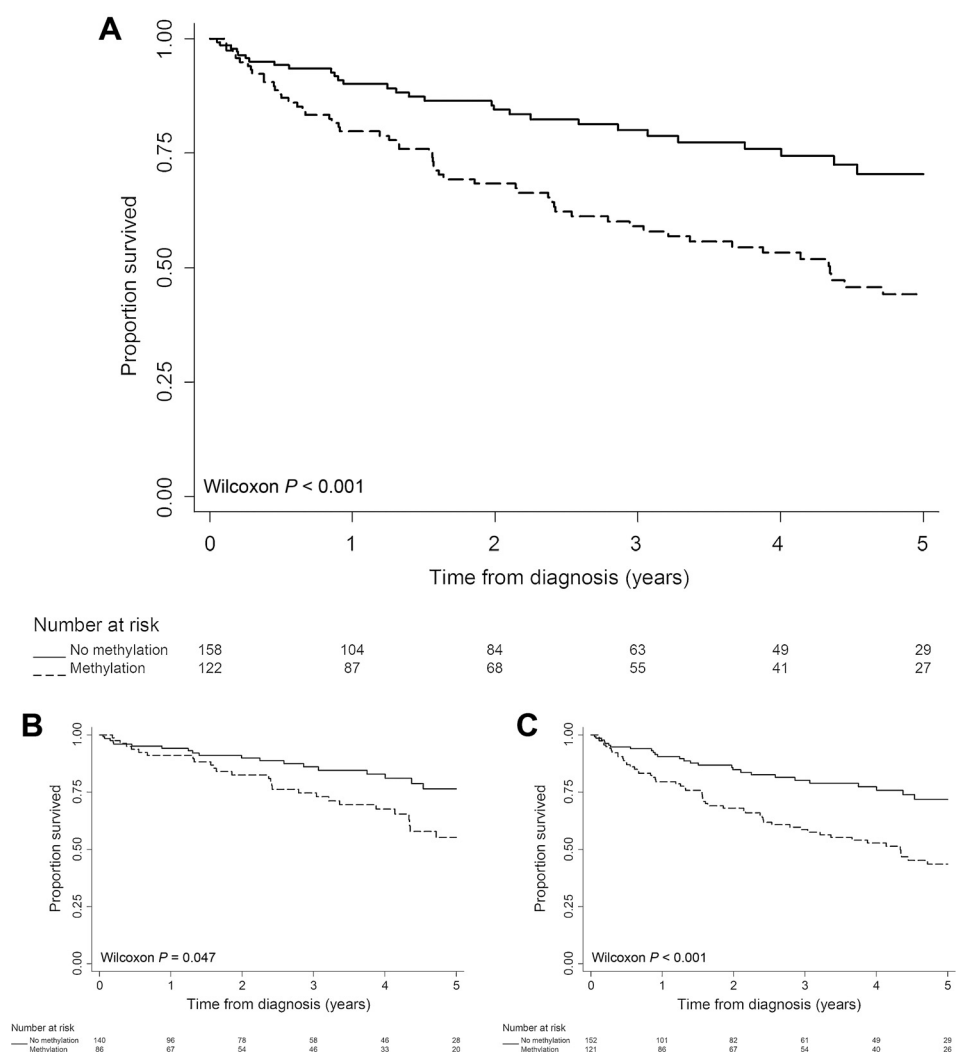 A
1.00
0.75
0.50
0.25
0.00
Proportion survived
Wilcoxon P < 0.001
0 1 2 3 4 5
Time from diagnosis (years)
Number at risk
No methylation 158 104 84 63 49 29
Methylation 122 87 68 55 41 27
B
1.00
0.75
0.50
0.25
0.00
Proportion survived
Wilcoxon P = 0.047
0 1 2 3 4 5
Time from diagnosis (years)
Number at risk
No methylation 140 96 78 58 46 28
Methylation 86 67 54 46 33 20
C
1.00
0.75
0.50
0.25
0.00
Proportion survived
Wilcoxon P < 0.001
0 1 2 3 4 5
Time from diagnosis (years)
Number at risk
No methylation 152 101 82 61 49 29
Methylation 121 86 67 54 40 26